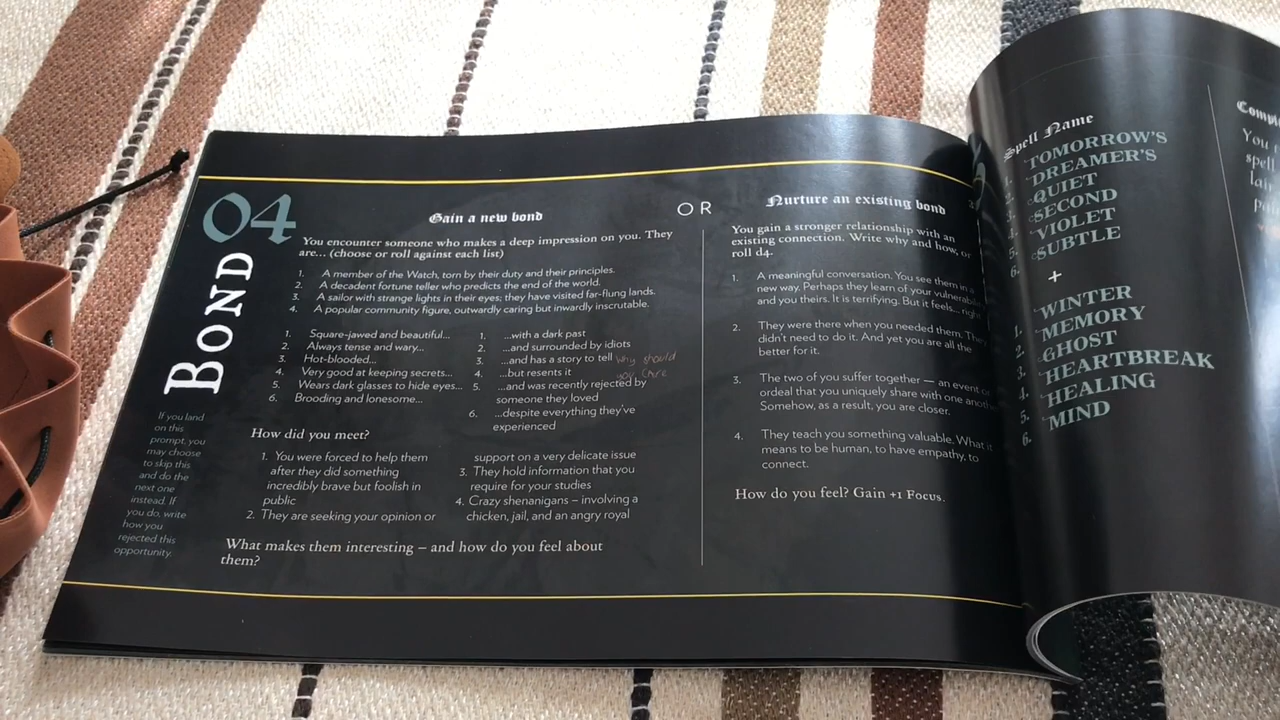 04
BOND
If you land
on this
prompt, you
may choose
to skip this
and do the
next one
instead. If
you do, write
how you
rejected this
opportunity.
Gain a new bond
You encounter someone who makes a deep impression on you. They
are... (choose or roll against each list)
1. A member of the Watch, torn by their duty and their principles.
2. A decadent fortune teller who predicts the end of the world.
3. A sailor with strange lights in their eyes; they have visited far-flung lands.
4. A popular community figure, outwardly caring but inwardly inscrutable.
1. Square-jawed and beautiful...
2. Always tense and wary...
3. Hot-blooded...
4. Very good at keeping secrets...
5. Wears dark glasses to hide eyes...
6. Brooding and lonesome...
1. ...with a dark past
2. ...and surrounded by idiots
3. ...and has a story to tell why should
you care
4. ...but resents it
5. ...and was recently rejected by
someone they loved
6. ...despite everything they've
experienced
How did you meet?
1. You were forced to help them
after they did something
incredibly brave but foolish in
public
2. They are seeking your opinion or
support on a very delicate issue
3. They hold information that you
require for your studies
4. Crazy shenanigans – involving a
chicken, jail, and an angry royal
What makes them interesting – and how do you feel about
them?
OR
Nurture an existing bond
You gain a stronger relationship with an
existing connection. Write why and how, or
roll d4.
1. A meaningful conversation. You see them in a
new way. Perhaps they learn of your
and you theirs. It is terrifying. But it feels... right
2. They were there when you needed them. They
didn't need to do it. And yet you are all the
better for it.
3. The two of you suffer together — an event or
ordeal that you uniquely share with one
Somehow, as a result, you are closer.
4. They teach you something valuable. What it
means to be human, to have empathy, to
connect.
How do you feel? Gain +1 Focus.
Spell Name
1. TOMORROW'S
2. DREAMER'S
3. QUIET
4. SECOND
5. VIOLET
6. SUBTLE
+
1. WINTER
2. MEMORY
3. GHOST
4. HEARTBREAK
5. HEALING
6. MIND
You
spell